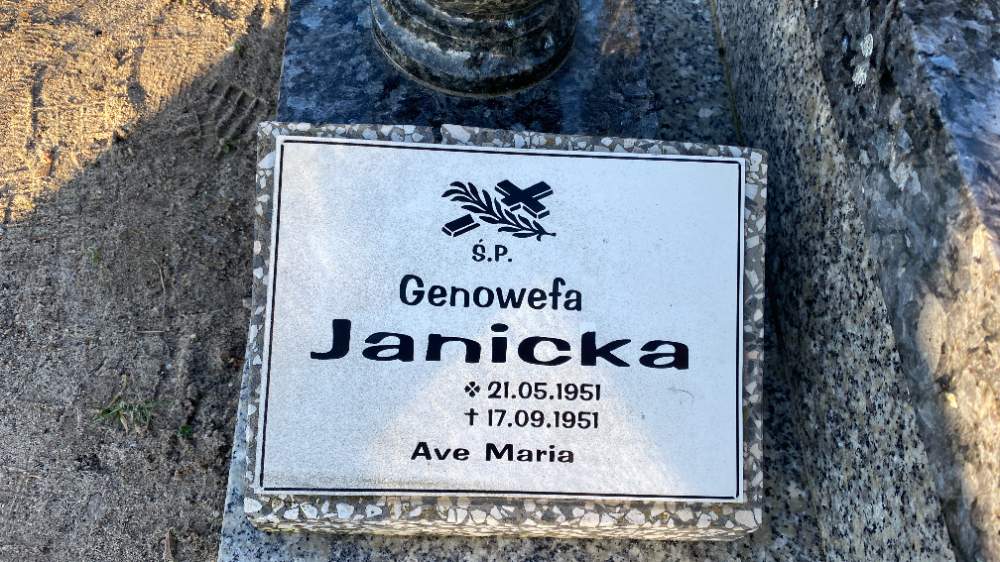 Ś.P.
Genowefa
Janicka
✤ 21.05.1951
✝ 17.09.1951
Ave Maria